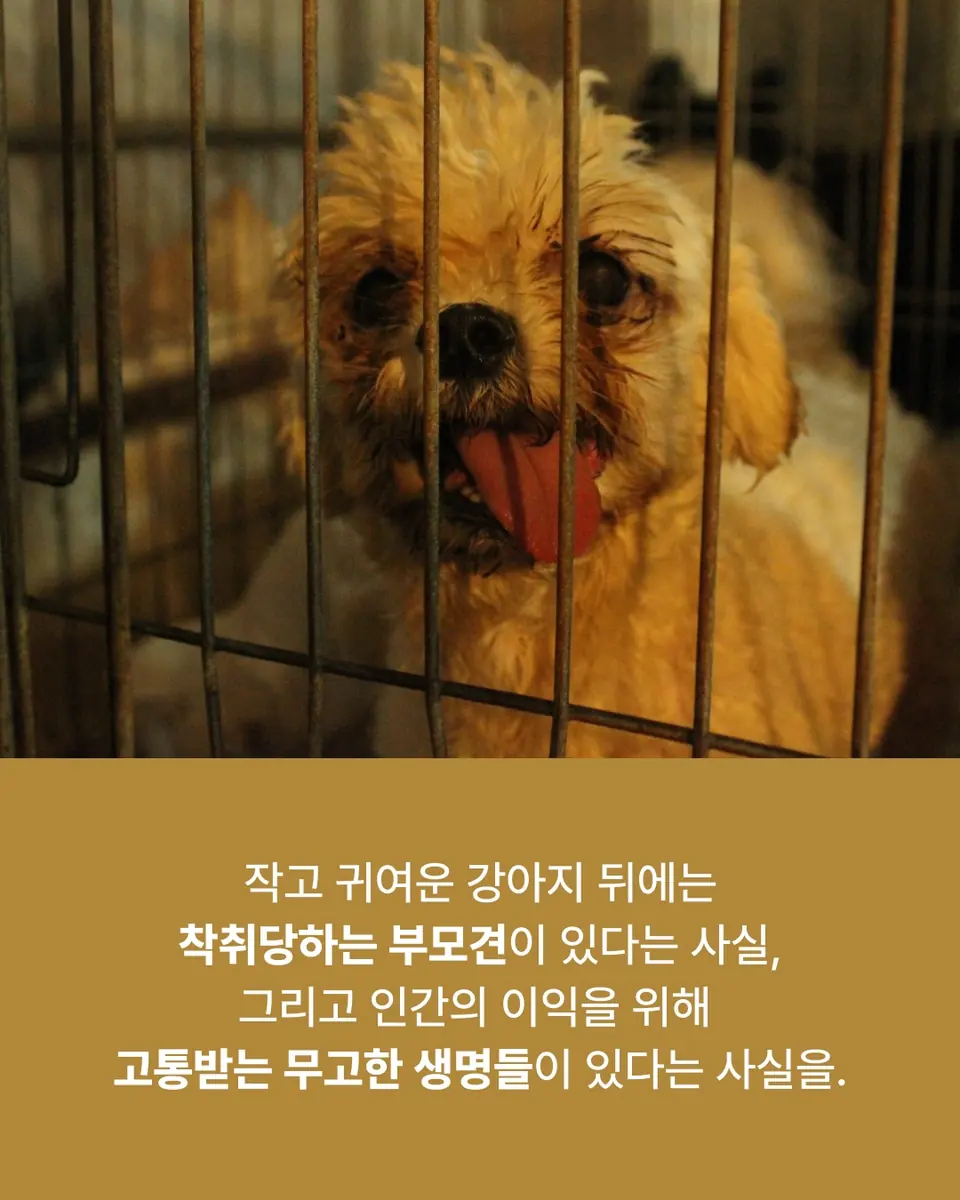 작고 귀여운 강아지 뒤에는
착취당하는 부모견이 있다는 사실,
그리고 인간의 이익을 위해
고통받는 무고한 생명들이 있다는 사실을.